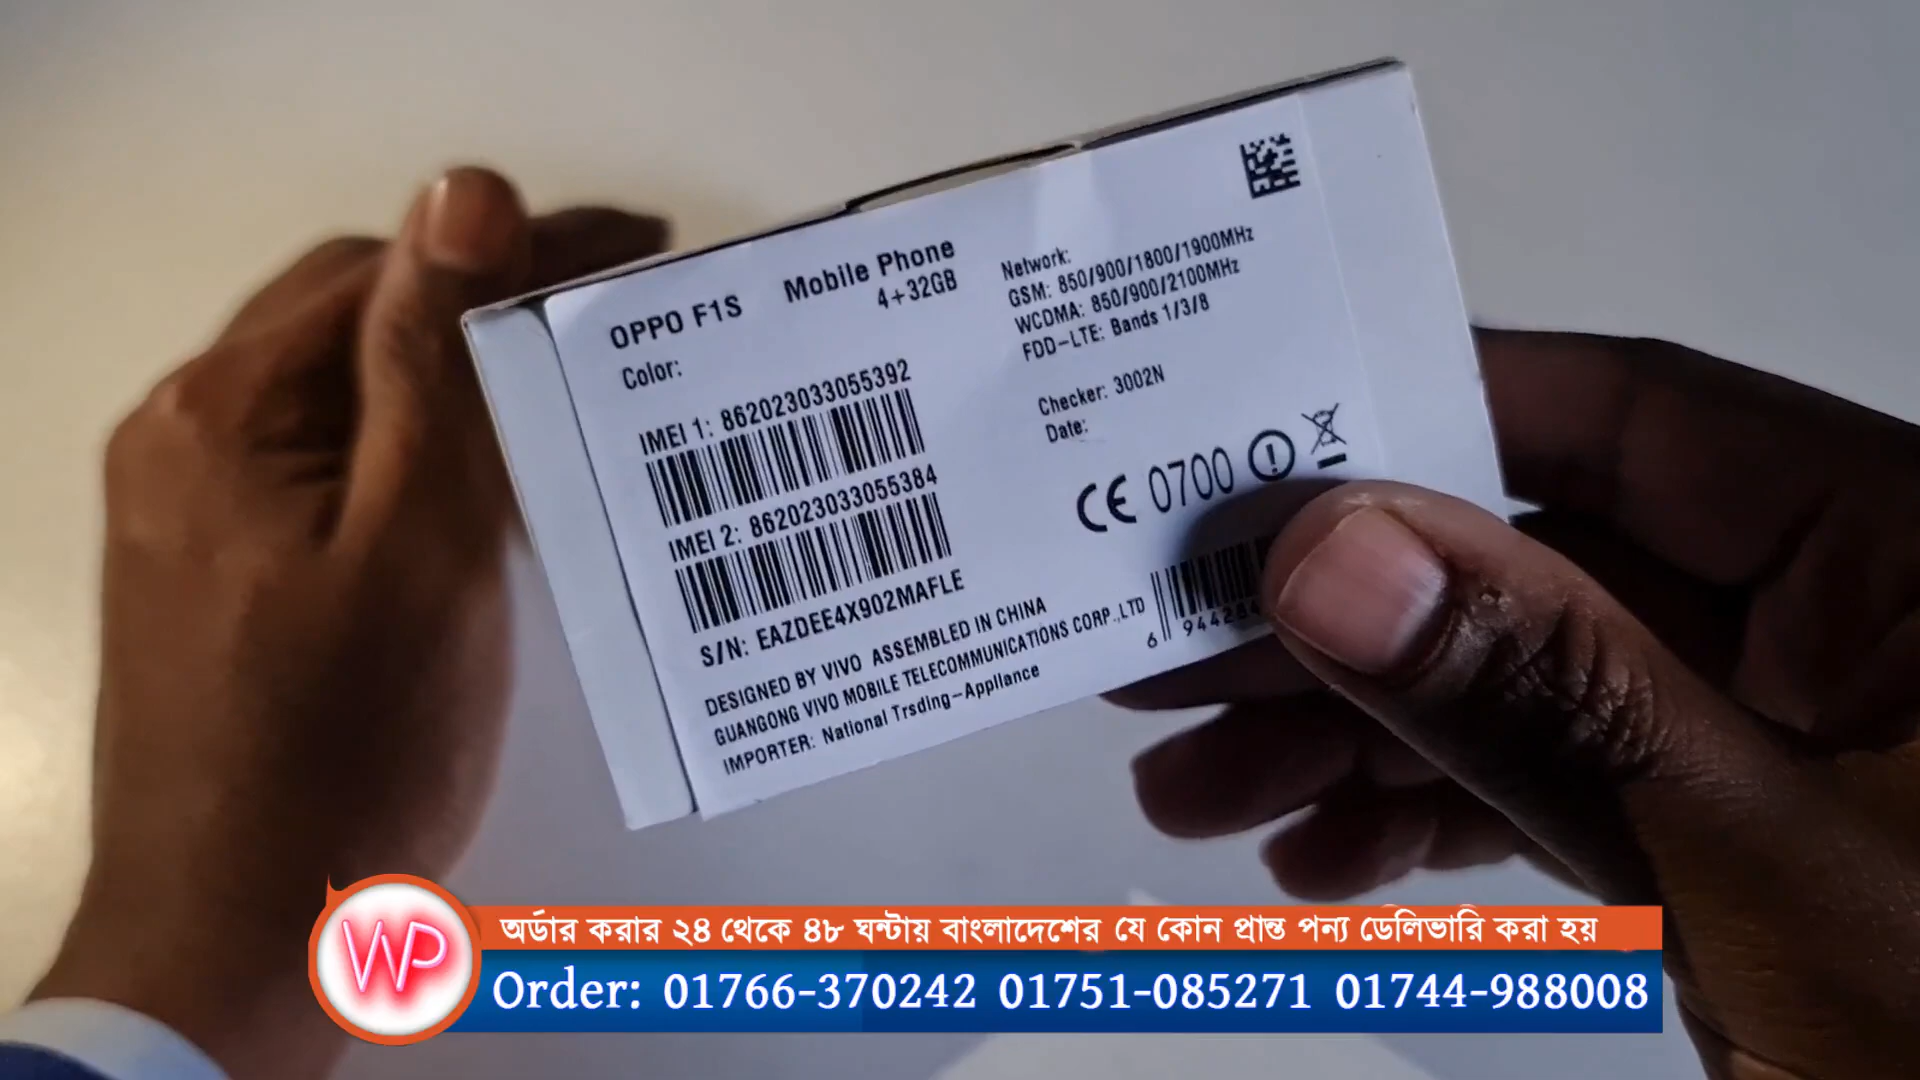 OPPO F1S
Mobile Phone
4+32GB
Color:
IMEI 1: 862023033055392
IMEI 2: 862023033055384
S/N: EAZDEE4X902MAFLE
DESIGNED BY VIVO ASSEMBLED IN CHINA
GUANGONG VIVO MOBILE TELECOMMUNICATIONS CORP.,LTD
IMPORTER: National Trsding-Appliance
Network:
GSM: 850/900/1800/1900MHz
WCDMA: 850/900/2100MHz
FDD-LTE: Bands 1/3/8
Checker: 3002N
Date:
CE 0700
WP
অর্ডার করার ২৪ থেকে ৪৮ ঘন্টায় বাংলাদেশের যে কোন প্রান্ত পন্য ডেলিভারি করা হয়
Order: 01766-370242 01751-085271 01744-988008